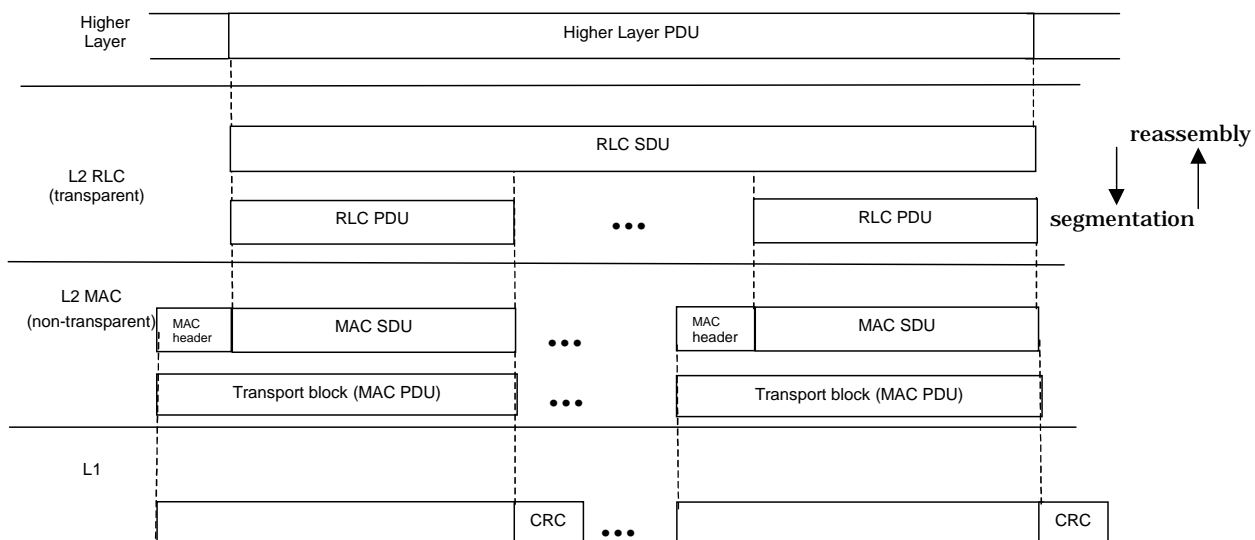 Higher
Layer
Higher Layer PDU
RLC SDU
reassembly
L2 RLC
(transparent)
RLC PDU
•••
RLC PDU
segmentation
L2 MAC
(non-transparent)
MAC
header
MAC SDU
•••
MAC
header
MAC SDU
Transport block (MAC PDU)
•••
Transport block (MAC PDU)
L1
CRC
•••
CRC